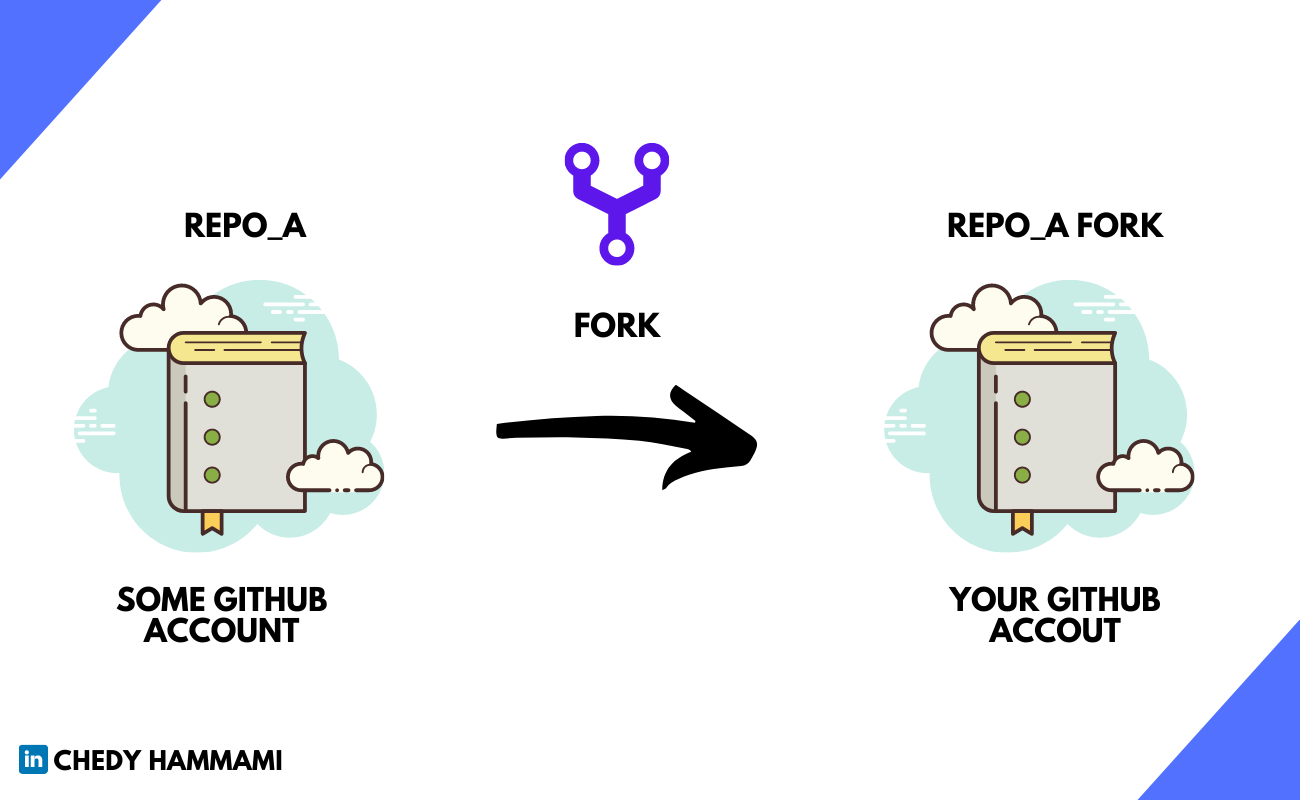 REPO_A
FORK
REPO_A FORK
SOME GITHUB
ACCOUNT
YOUR GITHUB
ACCOUT
in CHEDY HAMMAMI